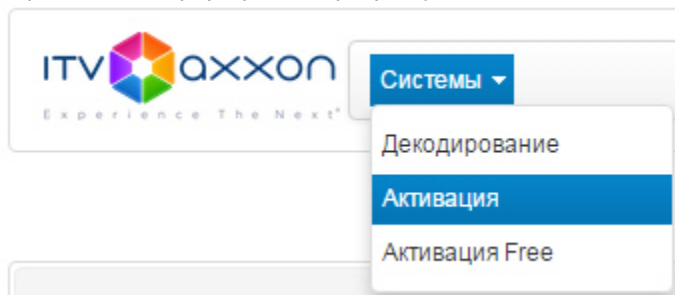 ITV axxon
Experience The Next
Системы
Декодирование
Активация
Активация Free